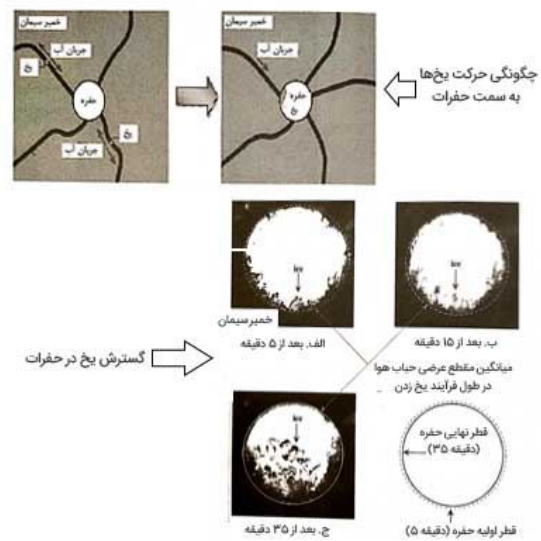 خمیر سیمان
جریان آب
یخ
حفره
یخ
جریان آب
خمیر سیمان
جریان آب
حفره
یخ
چگونگی حرکت یخ‌ها
به سمت حفرات
Ice
خمیر سیمان
الف. بعد از ۵ دقیقه
Ice
ب. بعد از ۱۵ دقیقه
گسترش یخ در حفرات
میانگین مقطع عرضی حباب هوا
در طول فرآیند یخ زدن
Ice
ج. بعد از ۳۵ دقیقه
قطر نهایی حفره
(دقیقه ۳۵)
قطر اولیه حفره (دقیقه ۵)